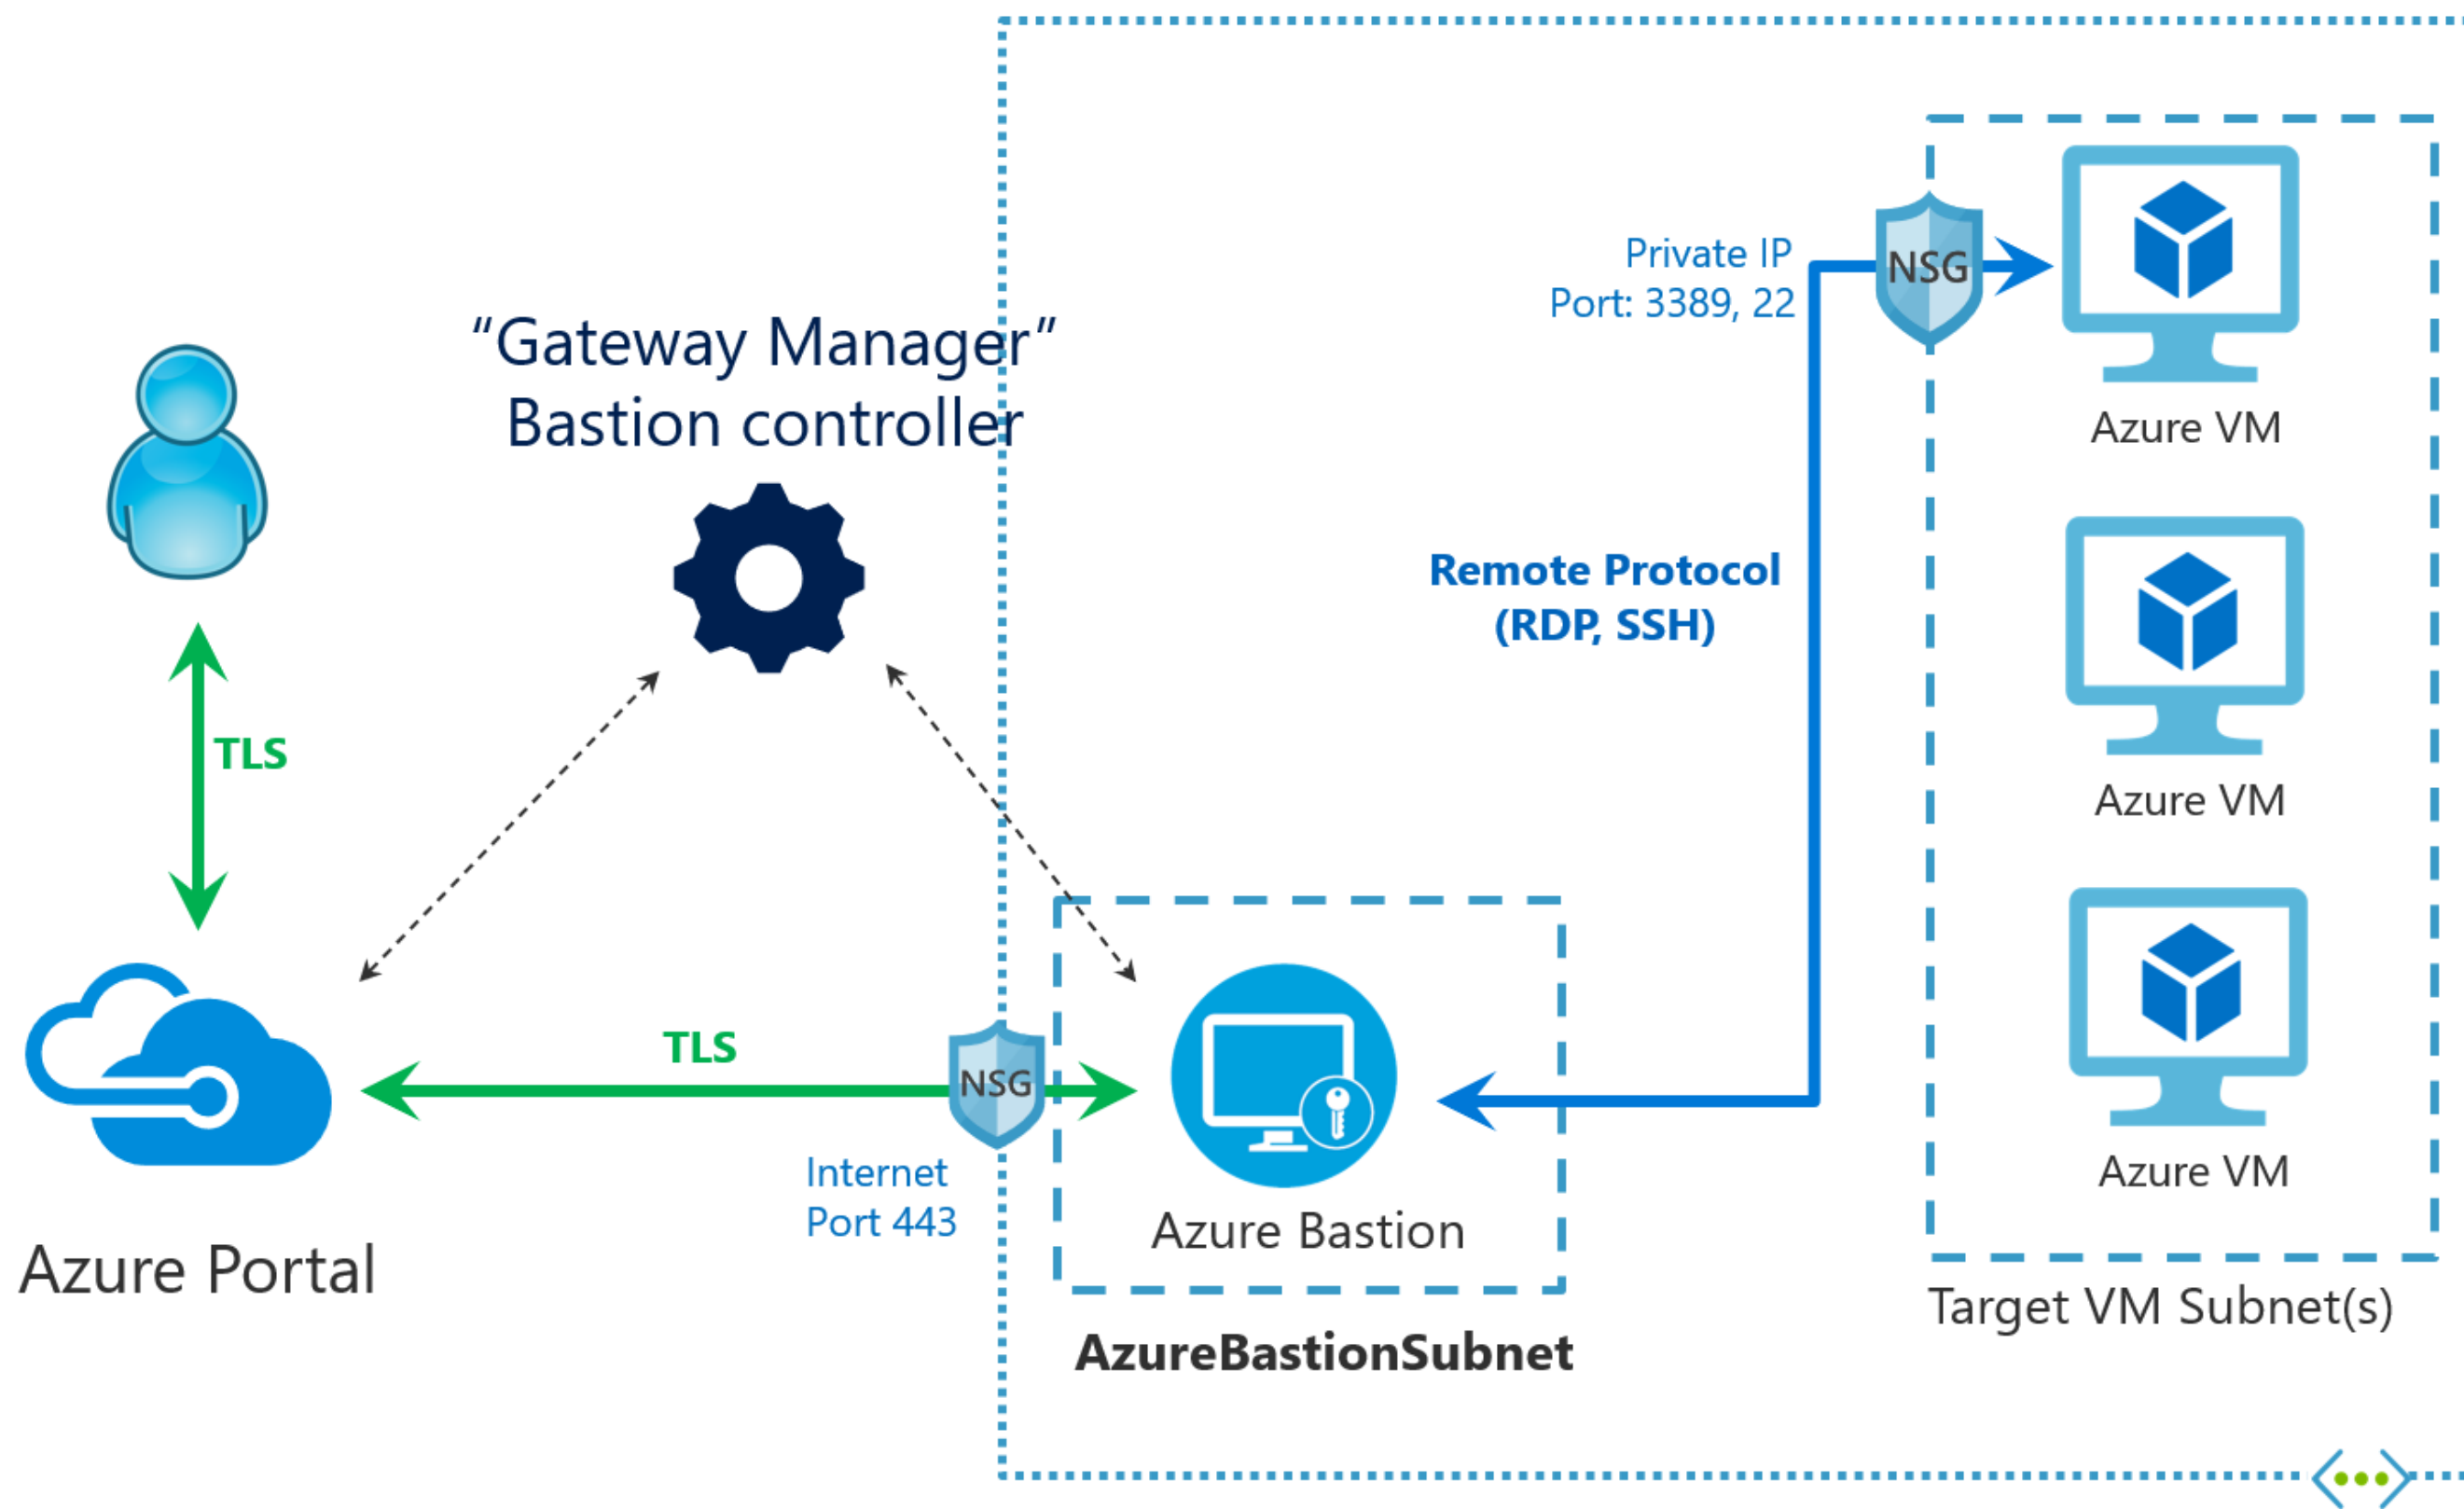 “Gateway Manager”
Bastion controller
TLS
Azure Portal
TLS
NSG
Internet
Port 443
Azure Bastion
AzureBastionSubnet
Remote Protocol
(RDP, SSH)
Private IP
Port: 3389, 22
NSG
Azure VM
Azure VM
Azure VM
Target VM Subnet(s)